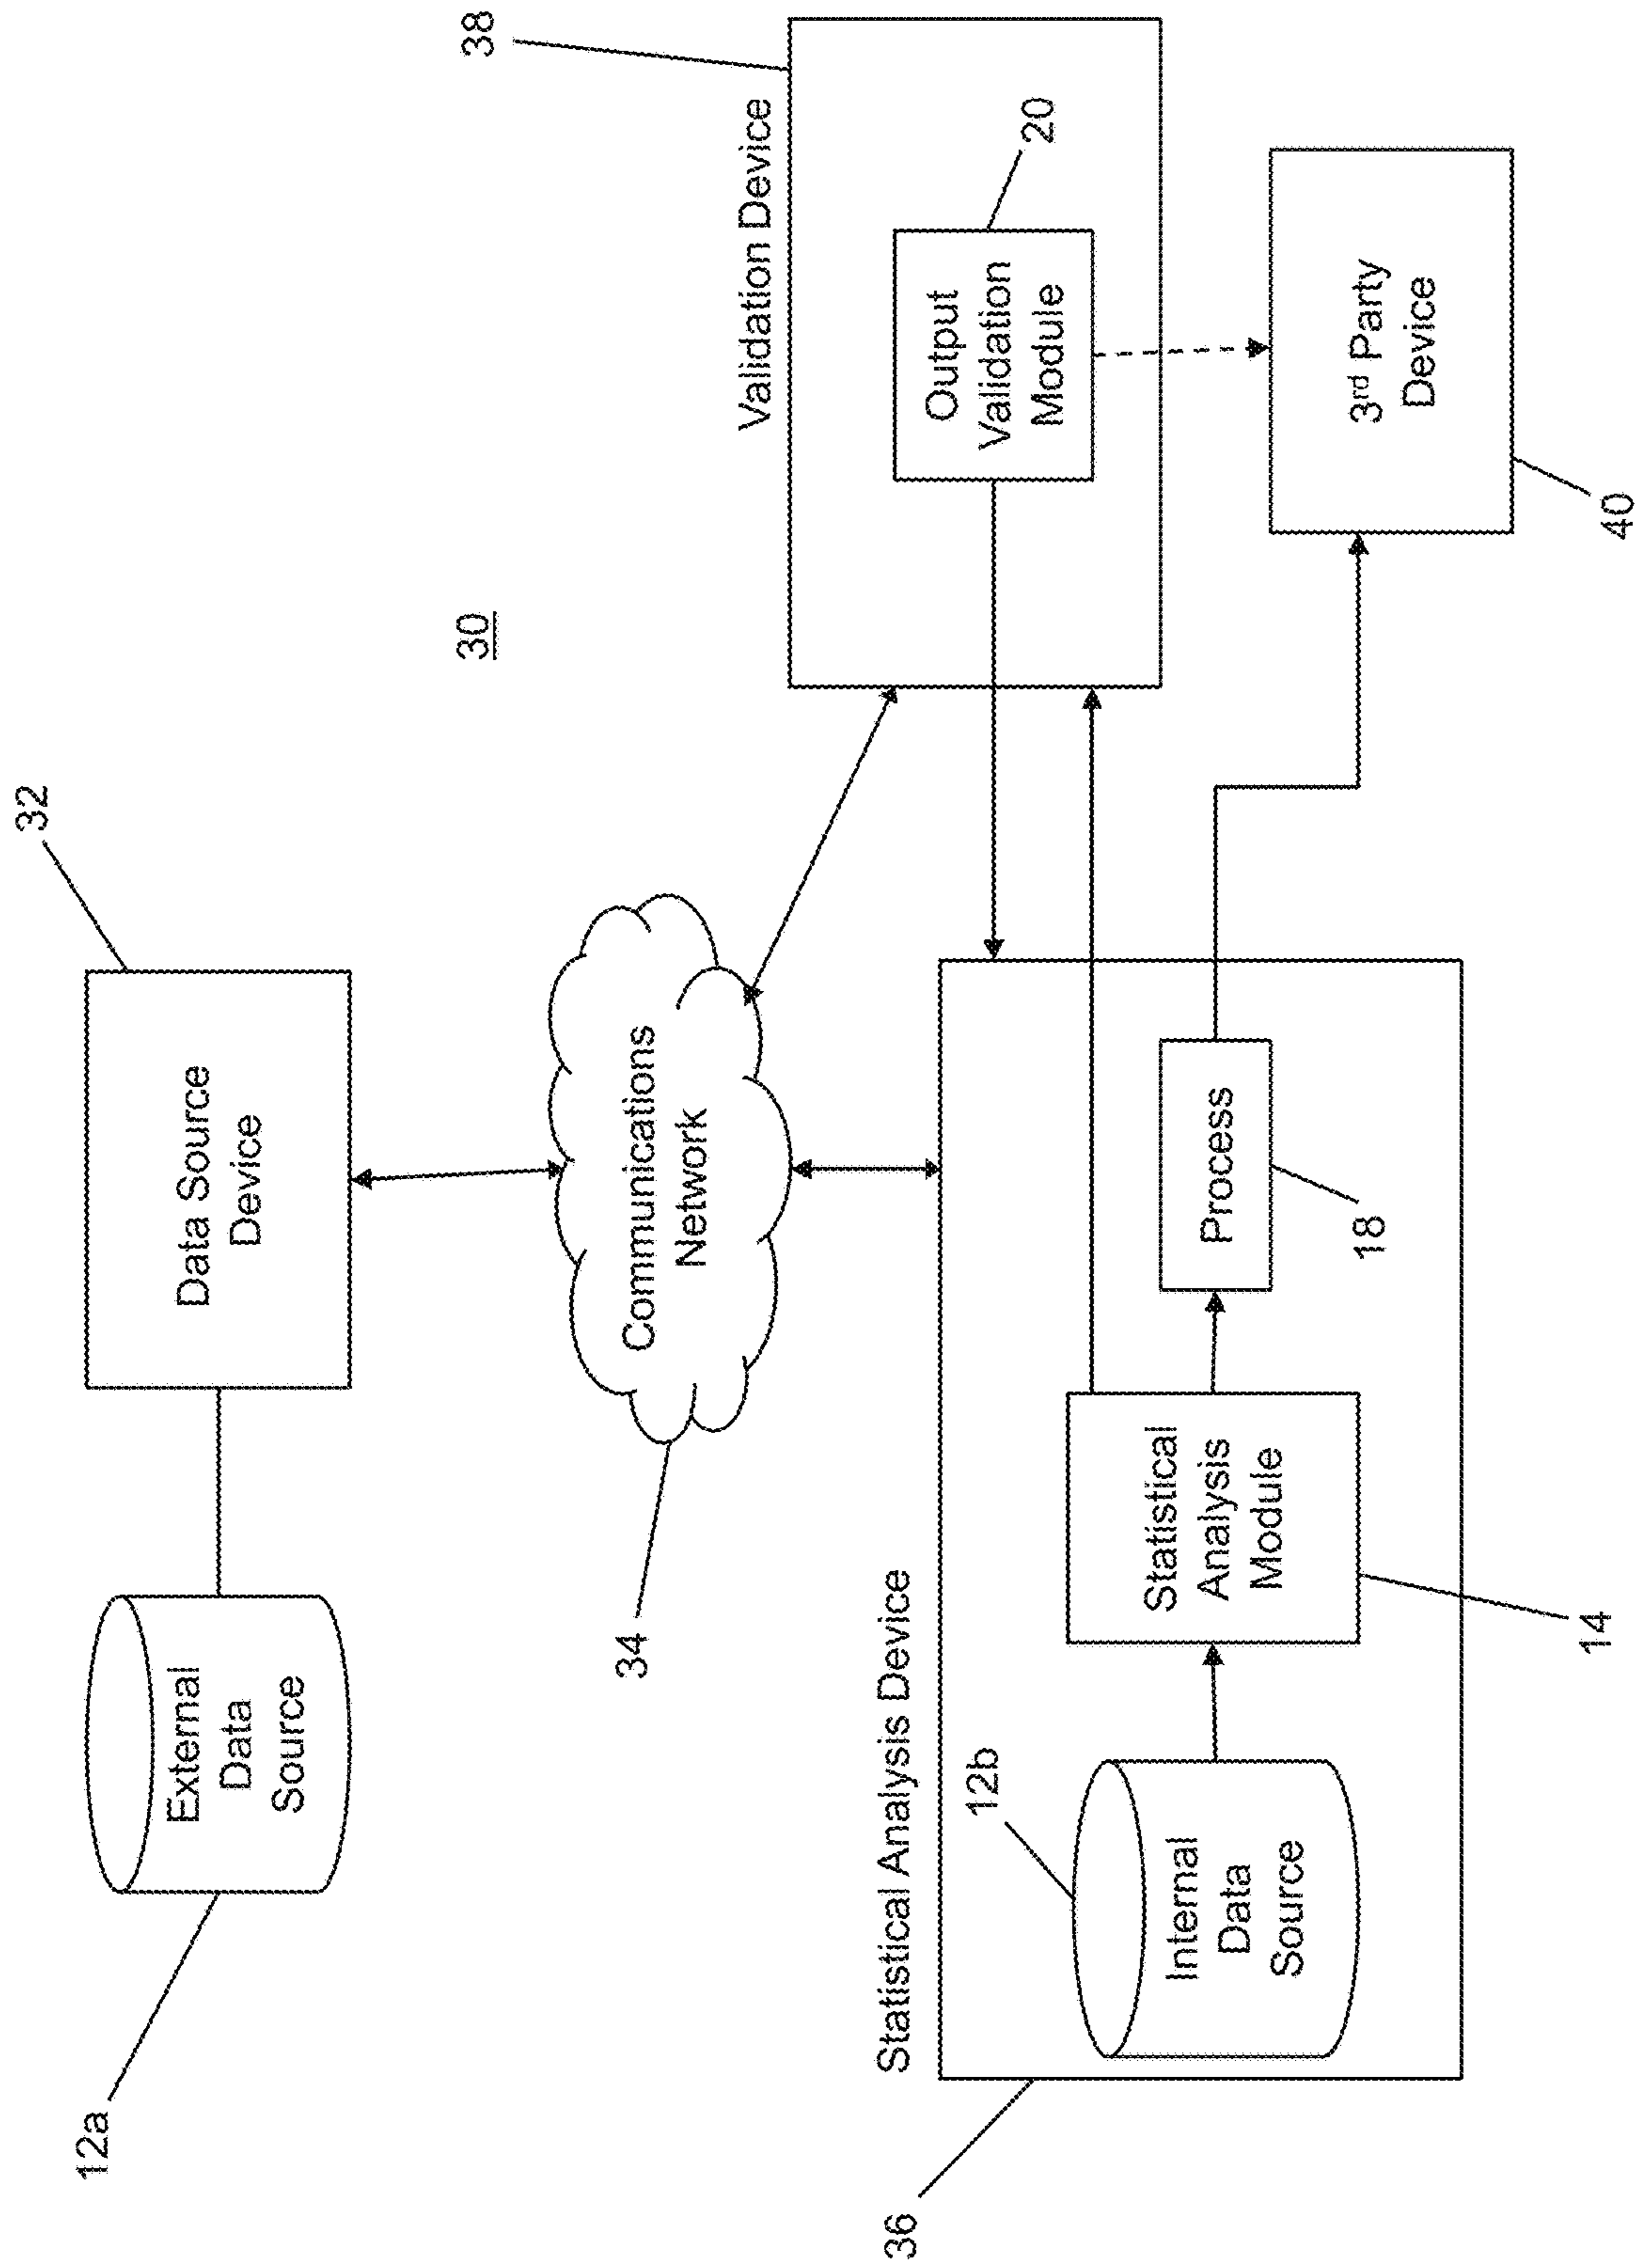 12a
External
Data
Source
Data Source
Device
32
30
34
Communications
Network
38
Validation Device
Output
Validation
Module
20
36
Statistical Analysis Device
12b
Internal
Data
Source
Statistical
Analysis
Module
14
Process
18
3rd Party
Device
40